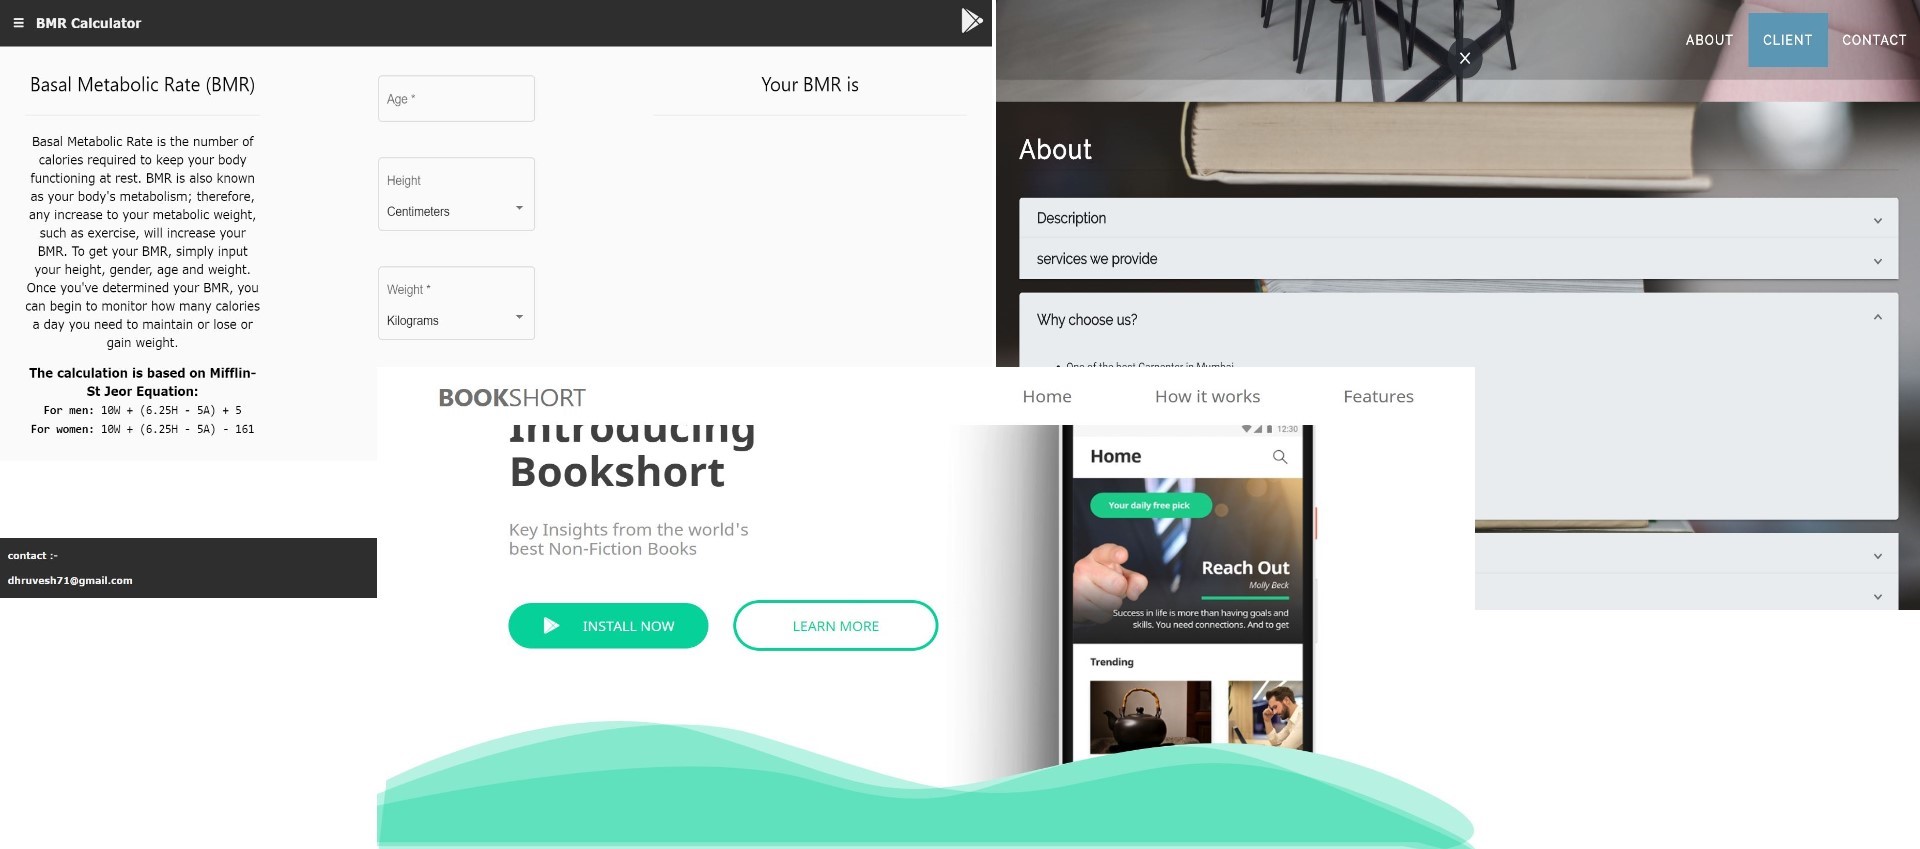 BMR Calculator
Basal Metabolic Rate (BMR)
Basal Metabolic Rate is the number of
calories required to keep your body
functioning at rest. BMR is also known
as your body's metabolism; therefore,
any increase to your metabolic weight,
such as exercise, will increase your
BMR. To get your BMR, simply input
your height, gender, age and weight.
Once you've determined your BMR, you
can begin to monitor how many calories
a day you need to maintain or lose or
gain weight.
The calculation is based on Mifflin-
St Jeor Equation:
For men: 10W + (6.25H - 5A) + 5
For women: 10W + (6.25H - 5A) - 161
Age *
Height
Centimeters
Weight *
Kilograms
Your BMR is
contact :-
dhruvesh71@gmail.com
ABOUT
CLIENT
CONTACT
X
About
Description
services we provide
Why choose us?
One of the best Carpenter in Mumbai
BOOKSHORT
Home
How it works
Features
Introducing
Bookshort
Key Insights from the world's
best Non-Fiction Books
INSTALL NOW
LEARN MORE
12:30
Home
Your daily free pick
Reach Out
Molly Beck
Success in life is more than having goals and
skills. You need connections. And to get
Trending